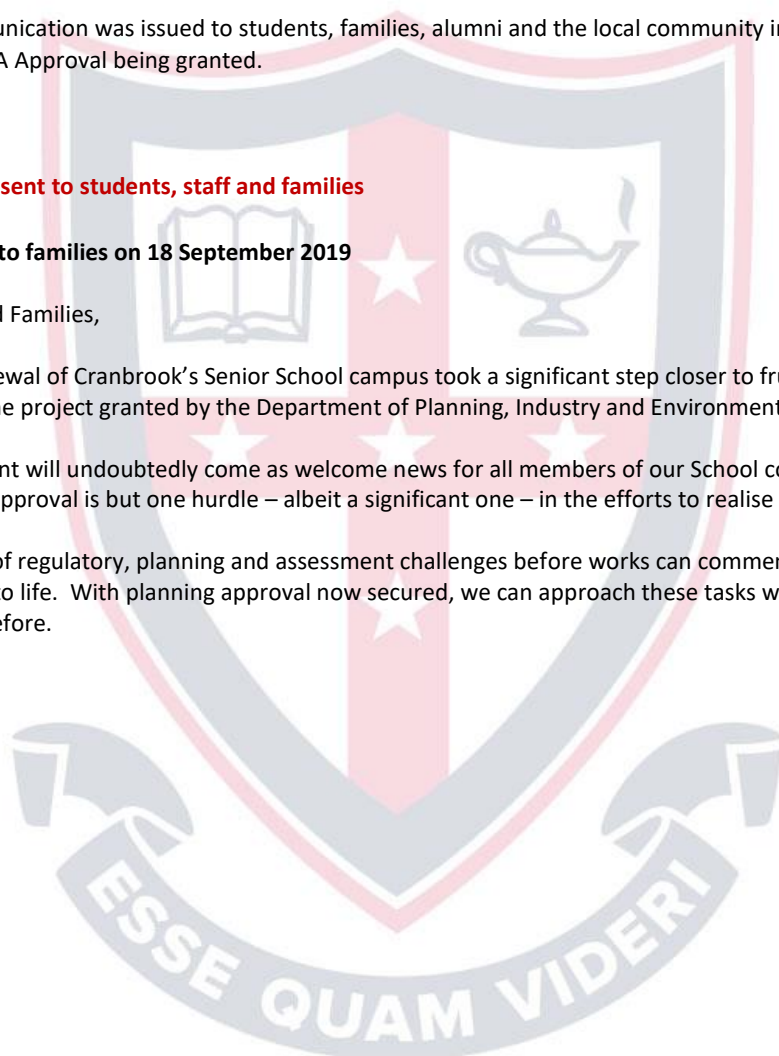 unication was issued to students, families, alumni and the local community i
A Approval being granted.
sent to students, staff and families
to families on 18 September 2019
d Families,
ewal of Cranbrook’s Senior School campus took a significant step closer to fru
ne project granted by the Department of Planning, Industry and Environment
nt will undoubtedly come as welcome news for all members of our School co
approval is but one hurdle – albeit a significant one – in the efforts to realise
of regulatory, planning and assessment challenges before works can commen
to life. With planning approval now secured, we can approach these tasks w
efore.
ESSE QUAM VIDERI